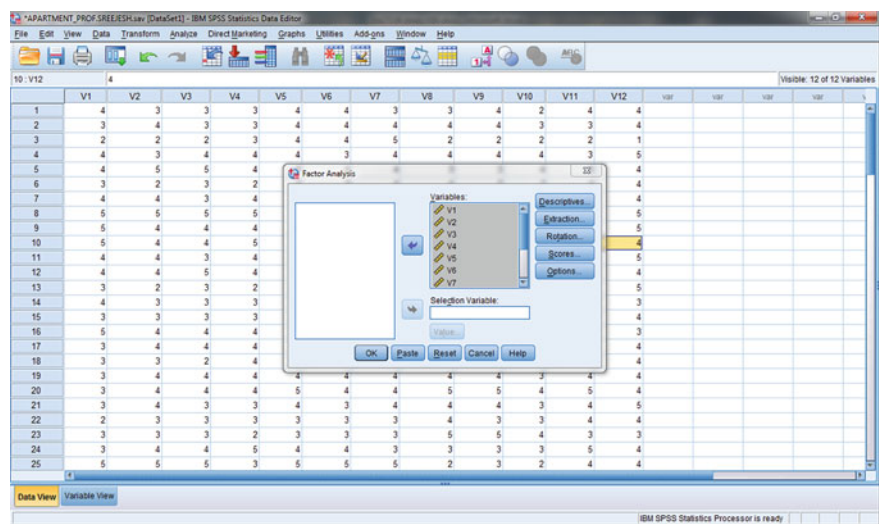 *APARTMENT_PROF.SREEJESH.sav [DataSet1] - IBM SPSS Statistics Data Editor
File Edit View Data Transform Analyze Direct Marketing Graphs Utilities Add-ons Window Help
10 : V12 4 Visible: 12 of 12 Variables
V1 V2 V3 V4 V5 V6 V7 V8 V9 V10 V11 V12 var var var var
1 4 3 3 3 4 4 3 3 4 2 4 4
2 3 4 3 3 4 4 4 4 4 3 3 4
3 2 2 2 3 4 4 5 2 2 2 2 1
4 4 3 4 4 4 3 4 4 4 4 3 5
5 4 5 5 4 4
6 3 2 3 2 4
7 4 4 3 4 4
8 5 5 5 5 5
9 5 4 4 4 5
10 5 4 4 5 4
11 4 4 3 4 5
12 4 4 5 4 4
13 3 2 3 2 5
14 4 3 3 3 3
15 3 3 3 3 4
16 5 4 4 4 3
17 3 4 4 4 4
18 3 3 2 4 4
19 3 4 4 4 4 4 4 4 4 3 4 4
20 3 4 4 4 5 4 4 5 5 4 5 4
21 3 4 3 3 4 3 4 4 4 3 4 5
22 2 3 3 3 3 3 3 4 3 3 4 4
23 3 3 3 2 3 3 3 5 5 4 3 3
24 3 4 4 5 4 4 3 3 3 3 5 4
25 5 5 5 3 5 5 5 2 3 2 4 4
Factor Analysis
Variables:
V1
V2
V3
V4
V5
V6
V7
Descriptives...
Extraction...
Rotation...
Scores...
Options...
Selection Variable:
Value...
OK Paste Reset Cancel Help
Data View Variable View
IBM SPSS Statistics Processor is ready